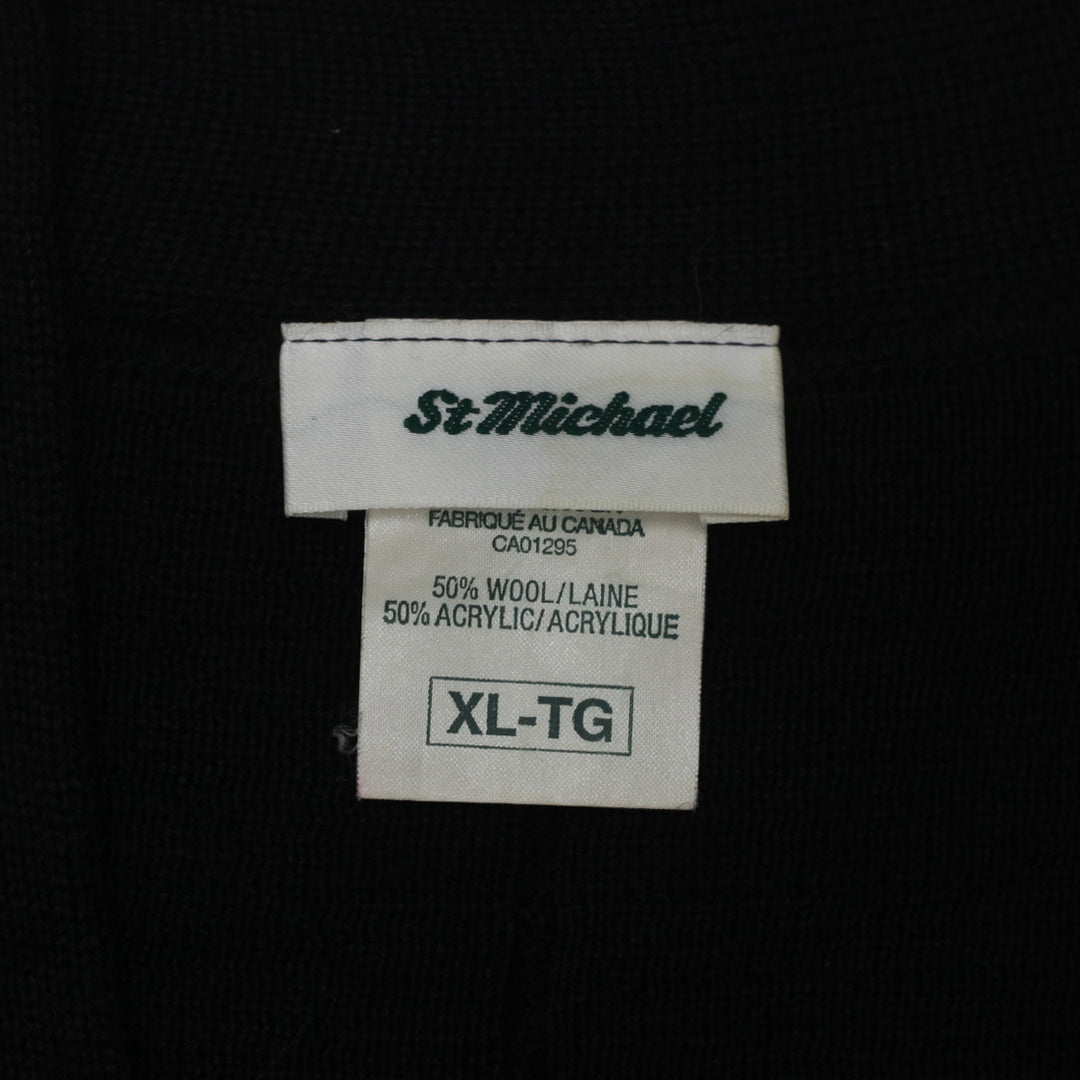 St Michael
FABRIQUÉ AU CANADA
CA01295
50% WOOL/LAINE
50% ACRYLIC/ACRYLIQUE
XL-TG